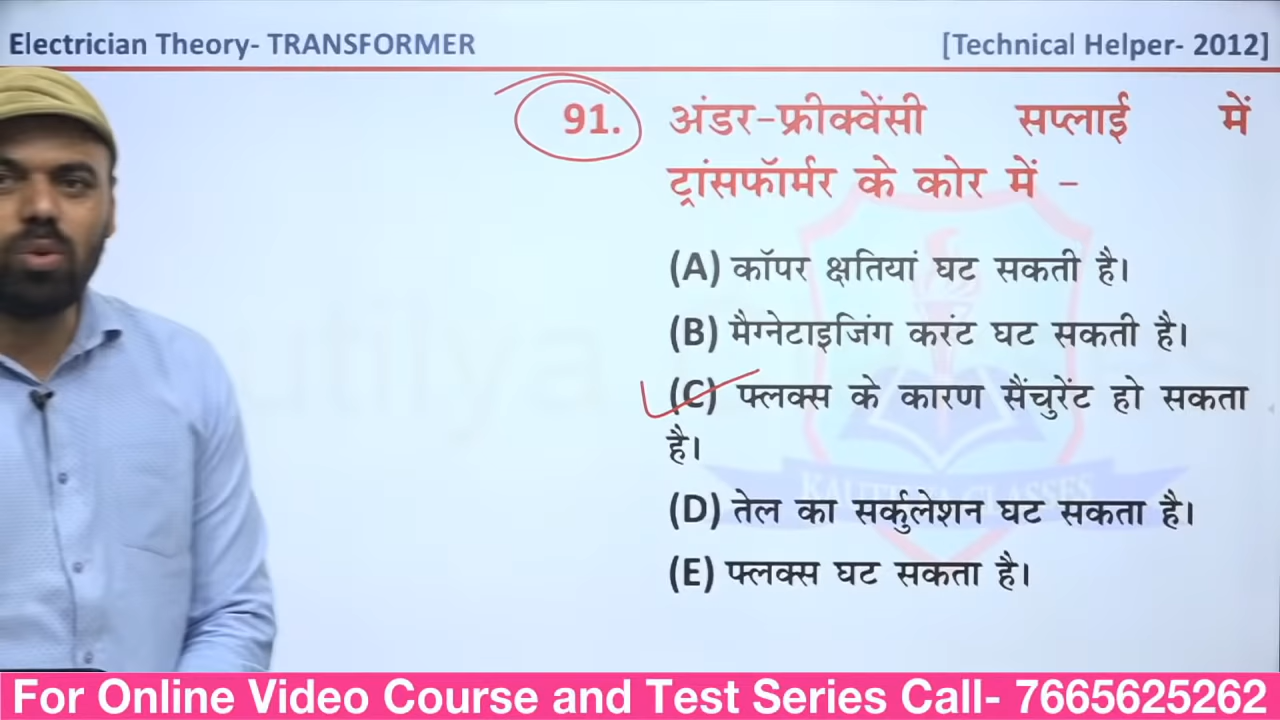 Electrician Theory- TRANSFORMER
[Technical Helper- 2012]
91. अंडर-फ्रीक्वेंसी सप्लाई में
ट्रांसफॉर्मर के कोर में -
(A) कॉपर क्षतियां घट सकती है।
(B) मैग्नेटाइजिंग करंट घट सकती है।
(C) फ्लक्स के कारण सैंचुरेंट हो सकता
है।
(D) तेल का सर्कुलेशन घट सकता है।
(E) फ्लक्स घट सकता है।
KAUTILYA CLASSES
For Online Video Course and Test Series Call- 7665625262